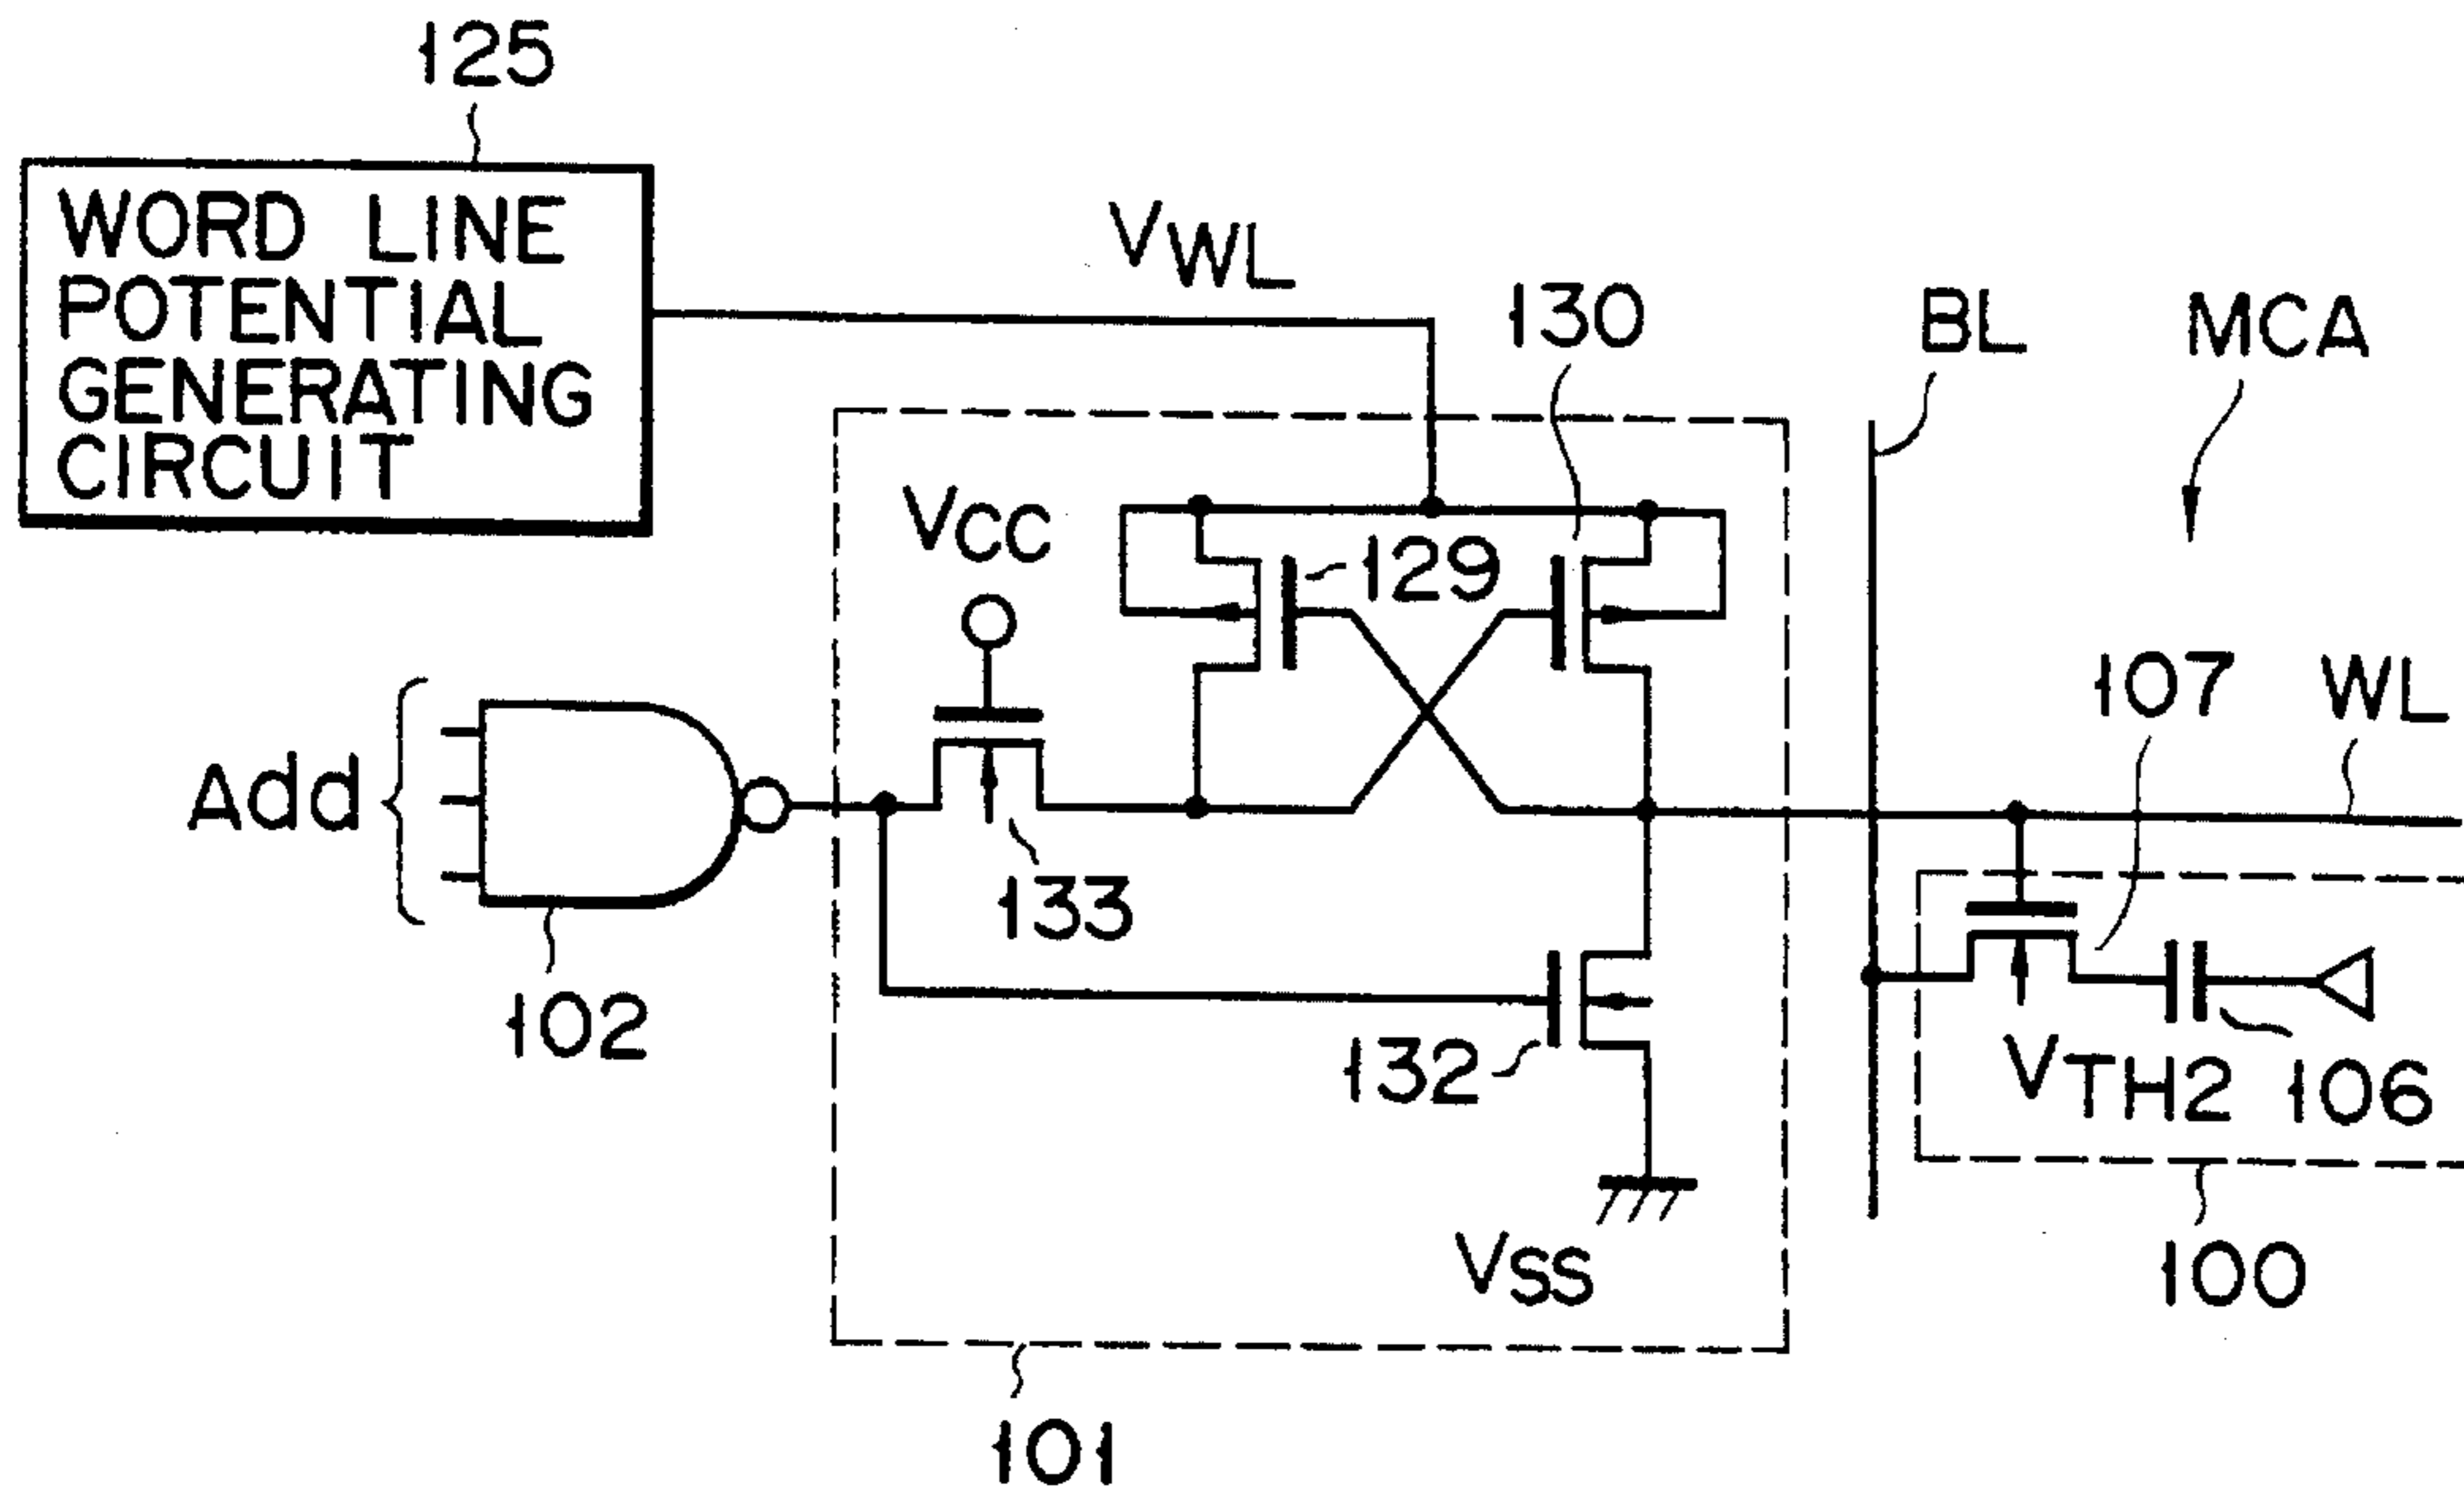 125
WORD LINE
POTENTIAL
GENERATING
CIRCUIT
VWL
130
BL
MCA
VCC
129
107
WL
Add
133
102
132
VTH2
106
VSS
100
101